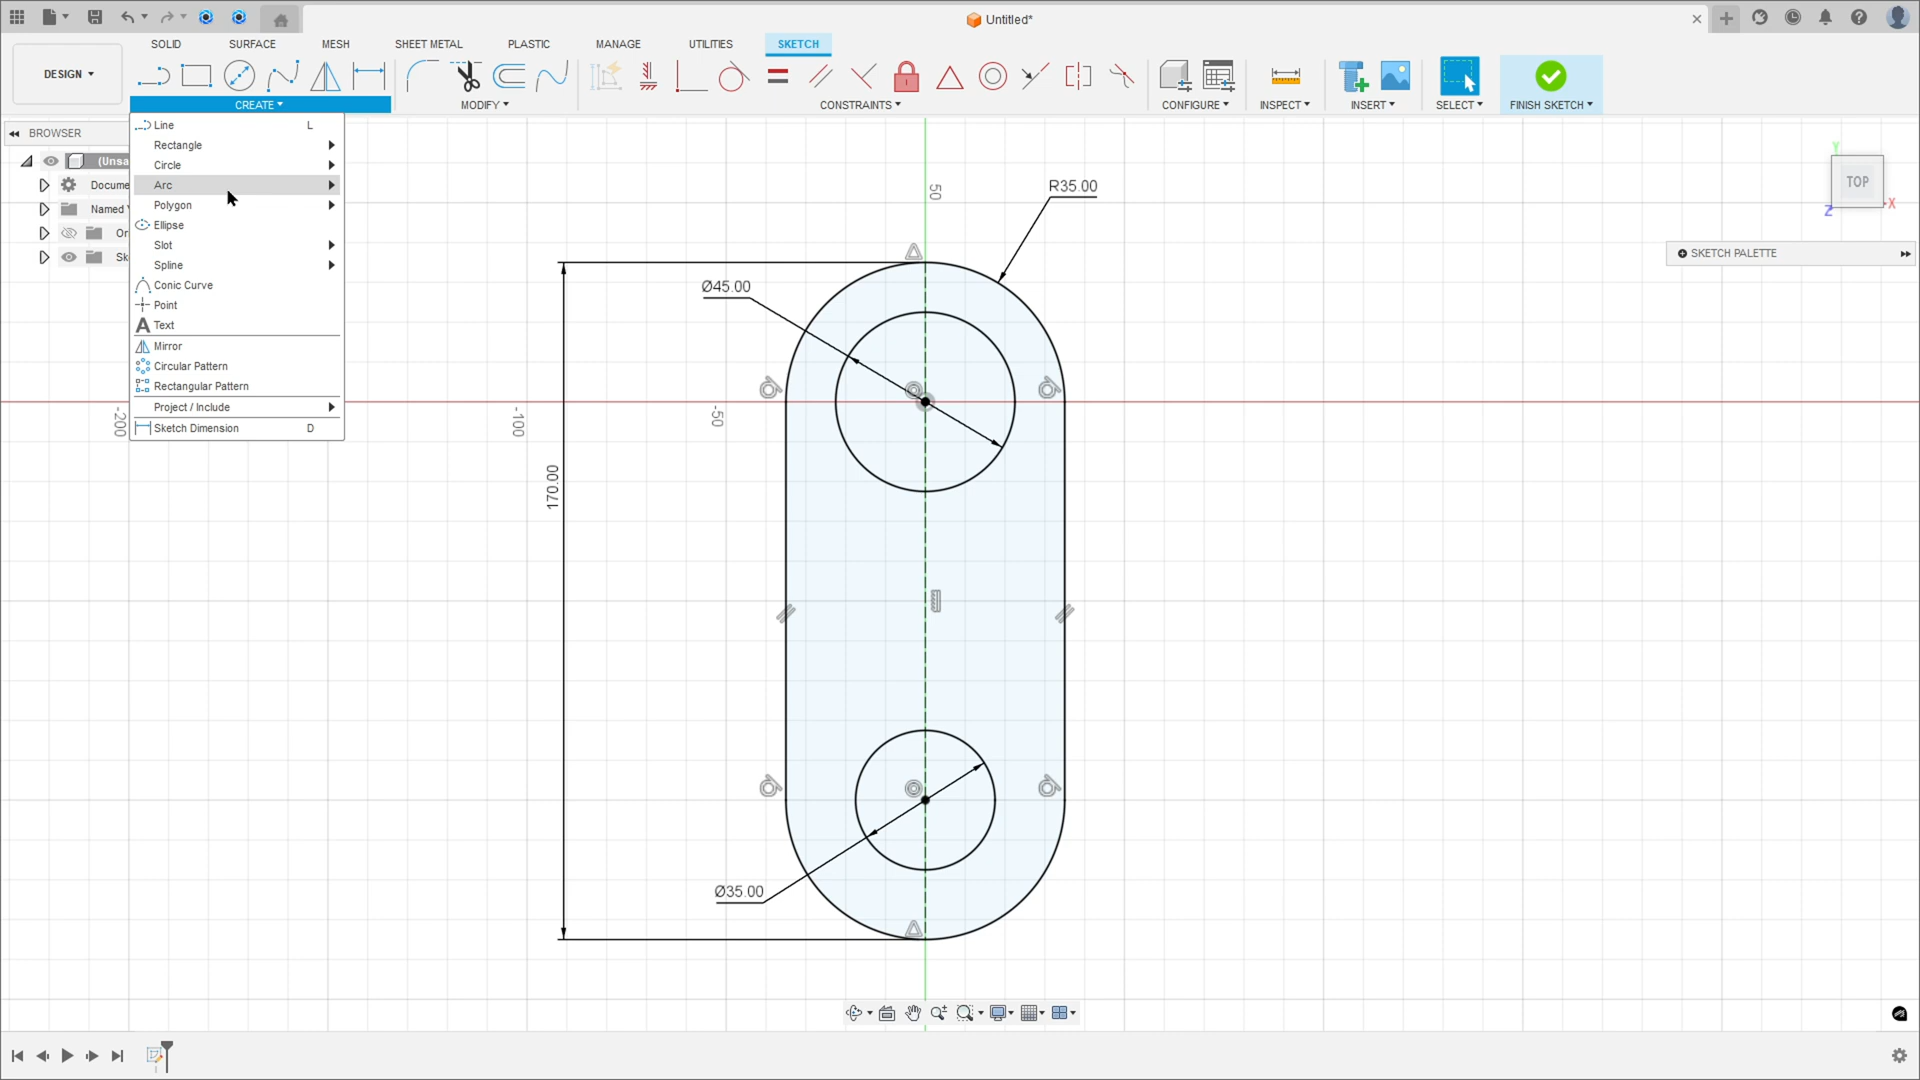 Untitled*
SOLID SURFACE MESH SHEET METAL PLASTIC MANAGE UTILITIES SKETCH
DESIGN
CREATE MODIFY CONSTRAINTS CONFIGURE INSPECT INSERT SELECT FINISH SKETCH
BROWSER
(Unsa
Docume
Named
Or
Sk
Line L
Rectangle
Circle
Arc
Polygon
Ellipse
Slot
Spline
Conic Curve
Point
A Text
Mirror
Circular Pattern
Rectangular Pattern
Project / Include
Sketch Dimension D
Y
TOP
X
Z
SKETCH PALETTE
50
R35.00
Ø45.00
-200
-100
-50
170.00
Ø35.00